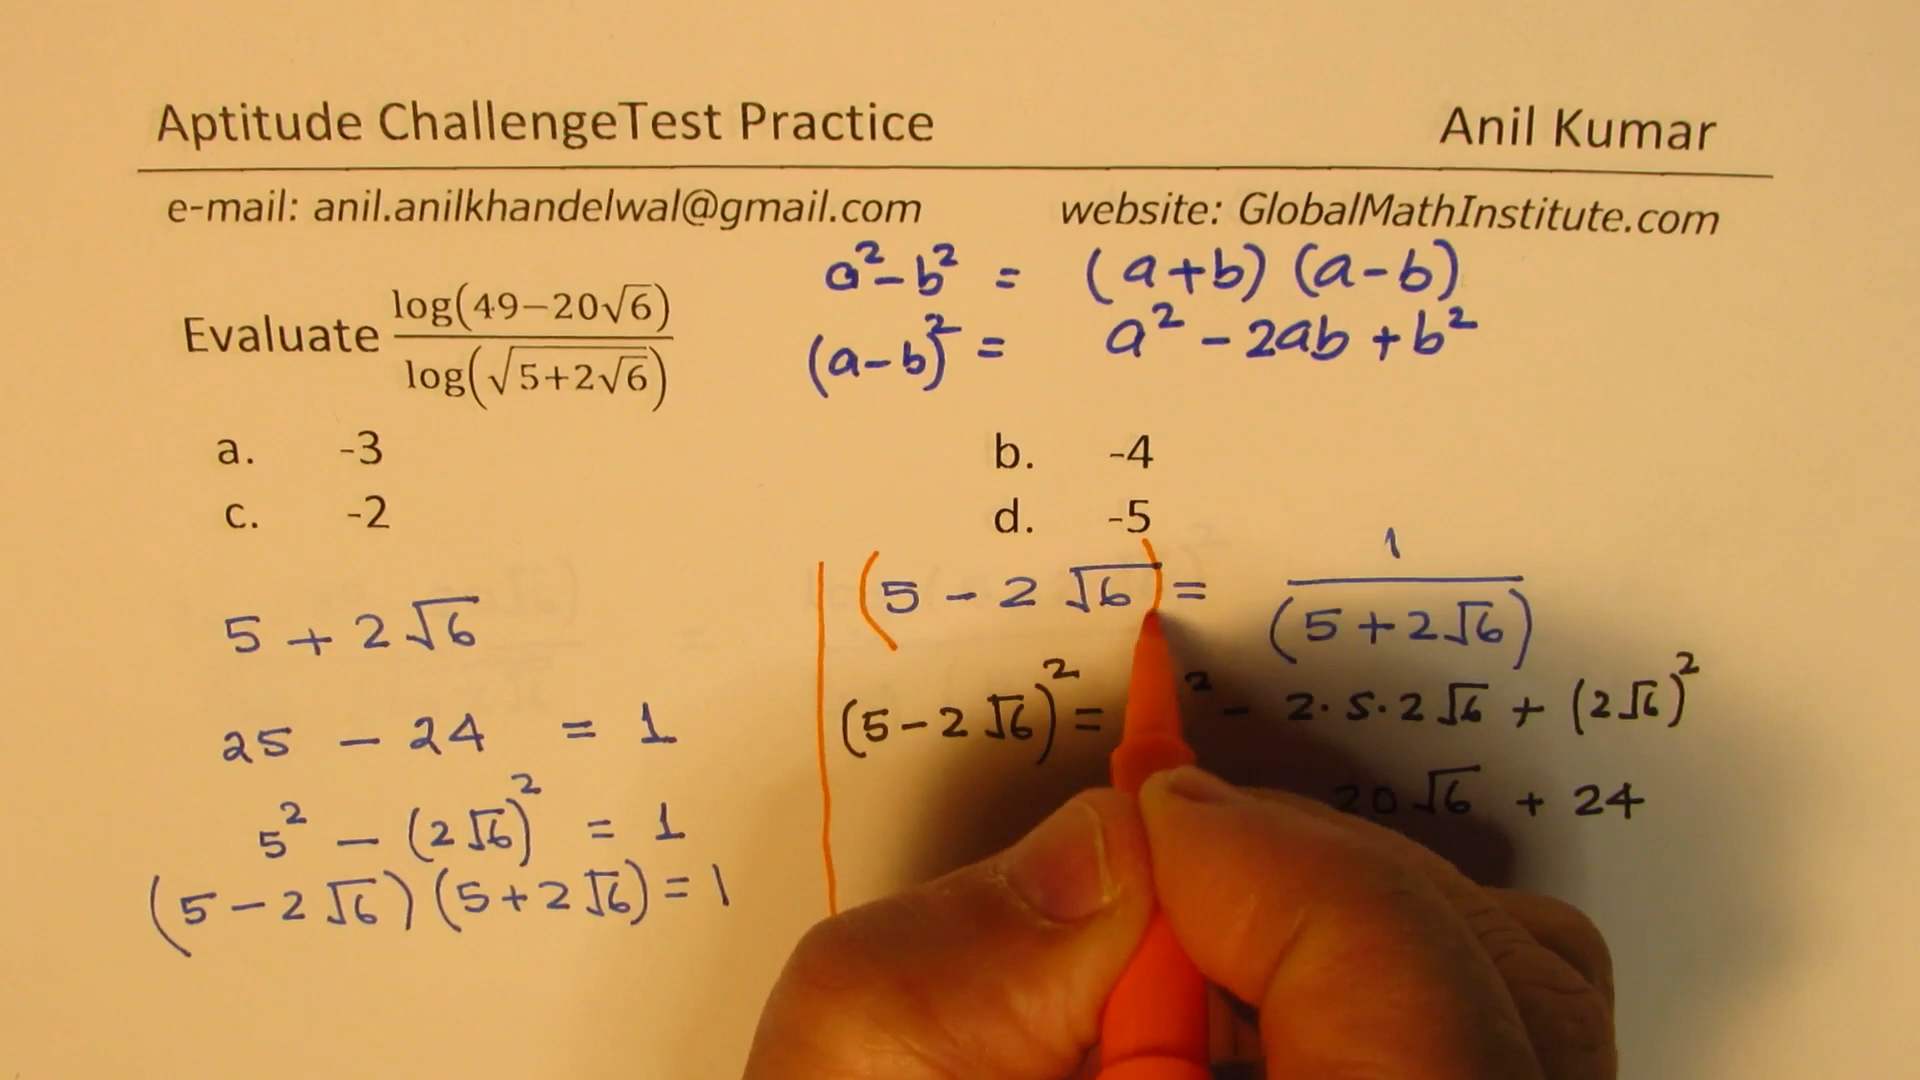 Aptitude ChallengeTest Practice Anil Kumar
e-mail: anil.anilkhandelwal@gmail.com website: GlobalMathInstitute.com
a² - b² = (a+b) (a-b)
(a-b)² = a² - 2ab + b²
Evaluate log(49-20√6) / log(√(5+2√6))
a. -3 b. -4
c. -2 d. -5
5 + 2√6
25 - 24 = 1
5² - (2√6)² = 1
(5 - 2√6) (5 + 2√6) = 1
(5 - 2√6) = 1 / (5 + 2√6)
(5 - 2√6)² = ² - 2·5·2√6 + (2√6)²
20√6 + 24